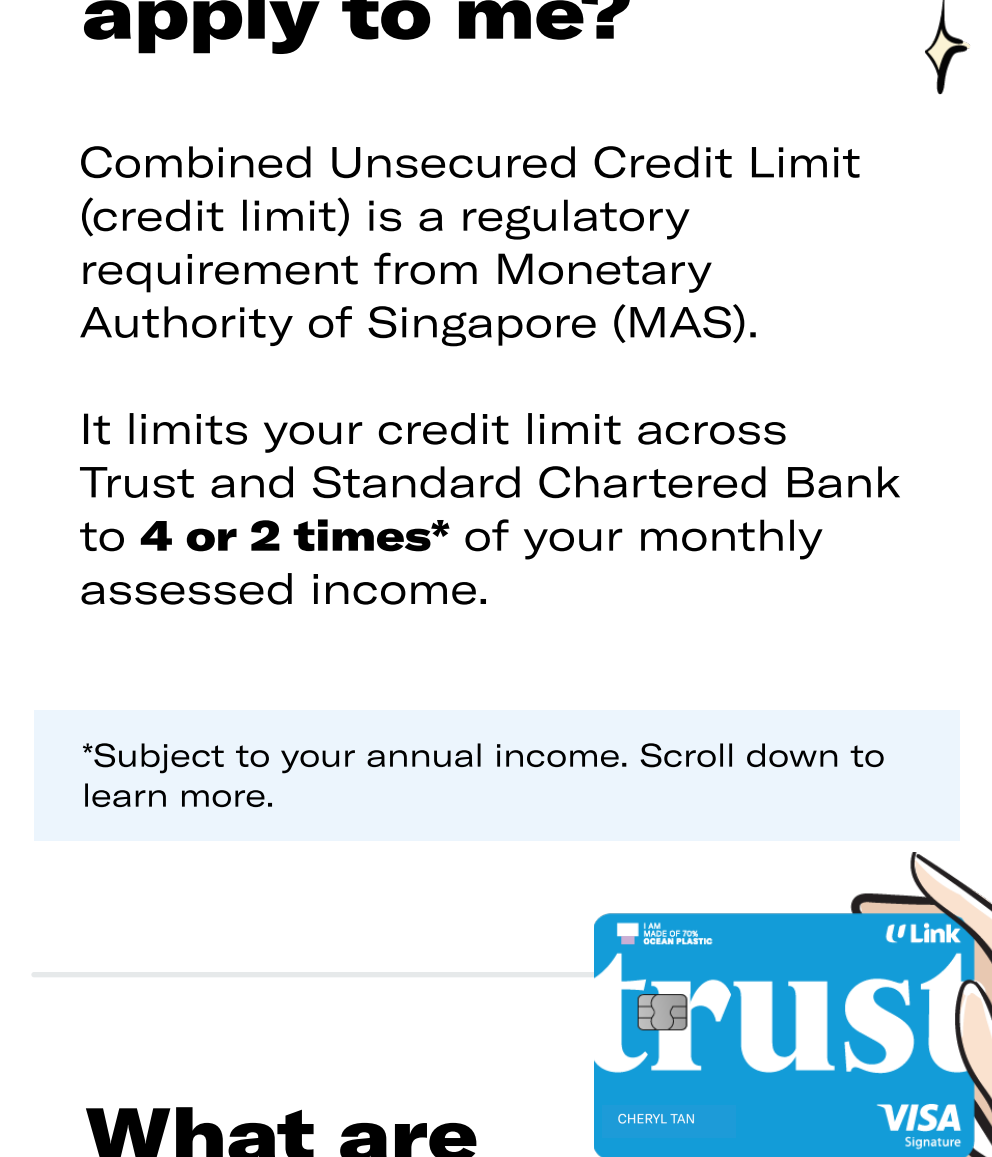 apply to me?
Combined Unsecured Credit Limit
(credit limit) is a regulatory
requirement from Monetary
Authority of Singapore (MAS).
It limits your credit limit across
Trust and Standard Chartered Bank
to 4 or 2 times* of your monthly
assessed income.
*Subject to your annual income. Scroll down to
learn more.
I AM
MADE OF 70%
OCEAN PLASTIC
Link
trust
CHERYL TAN
VISA
Signature
What are